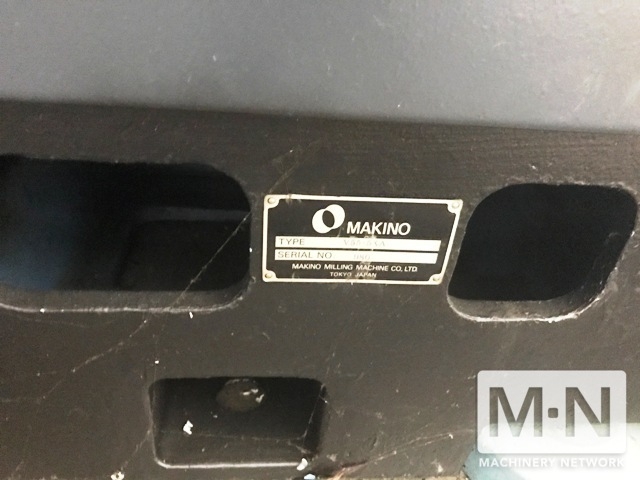 MAKINO
TYPE
SERIAL NO.
MAKINO MILLING MACHINE CO., LTD.
TOKYO JAPAN
M·N
MACHINERY NETWORK